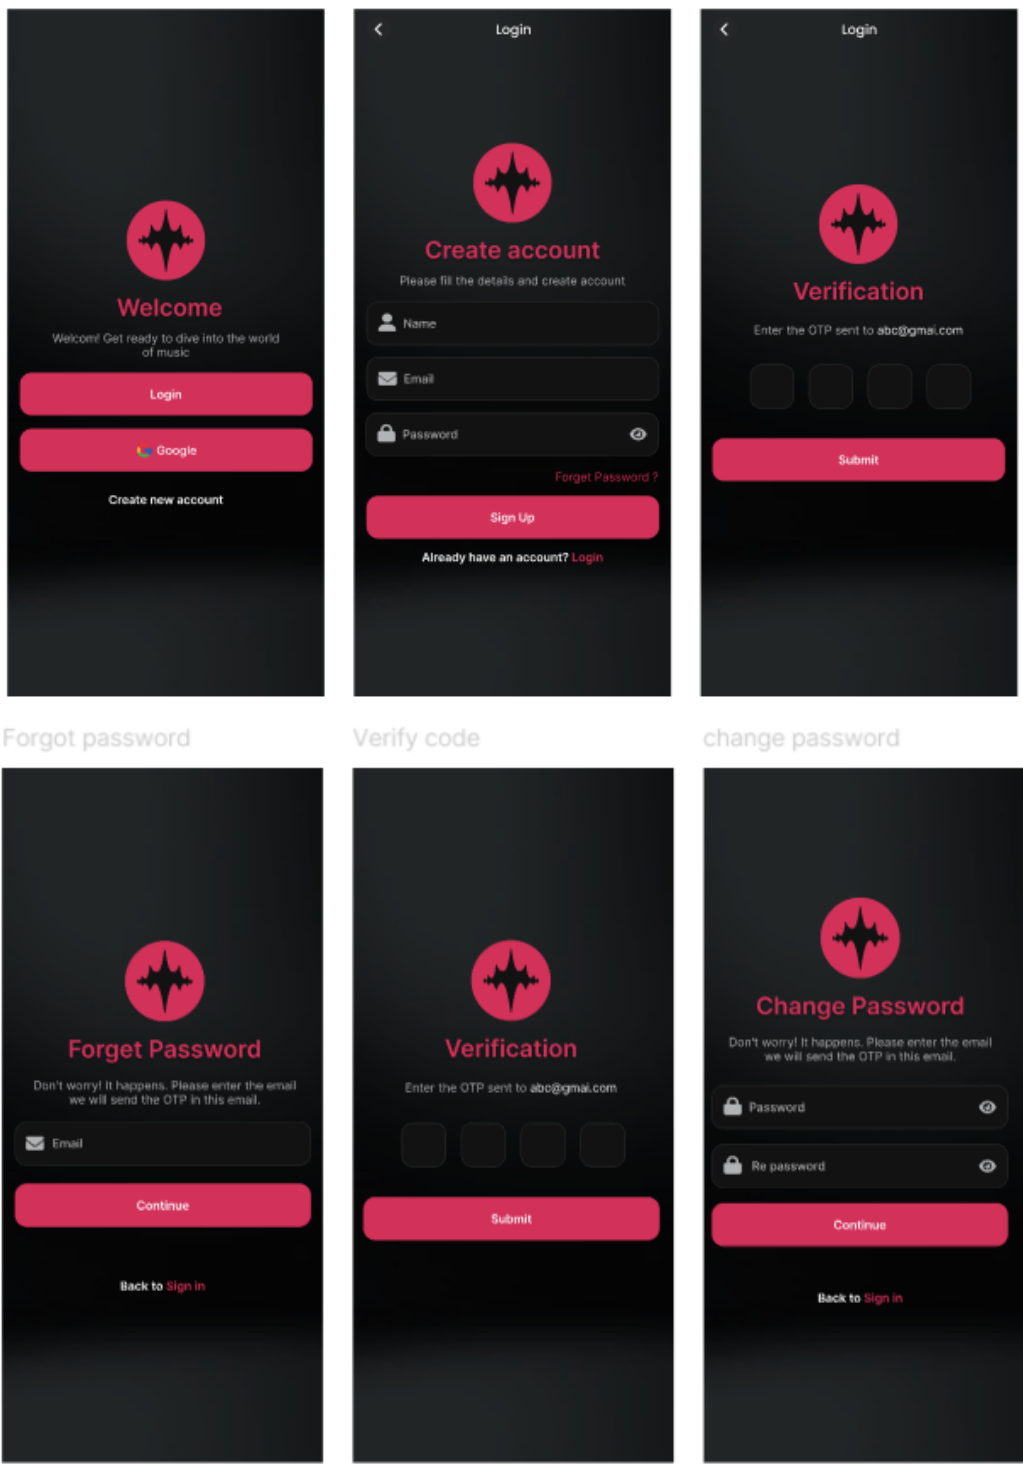 Welcome
Welcom! Get ready to dive into the world
of music
Login
Google
Create new account
Login
Create account
Please fill the details and create account
Name
Email
Password
Forget Password ?
Sign Up
Already have an account? Login
Login
Verification
Enter the OTP sent to abc@gmai.com
Submit
Forgot password
Forget Password
Don't worry! It happens. Please enter the email
we will send the OTP in this email.
Email
Continue
Back to Sign in
Verify code
Verification
Enter the OTP sent to abc@gmai.com
Submit
change password
Change Password
Don't worry! It happens. Please enter the email
we will send the OTP in this email.
Password
Re password
Continue
Back to Sign in